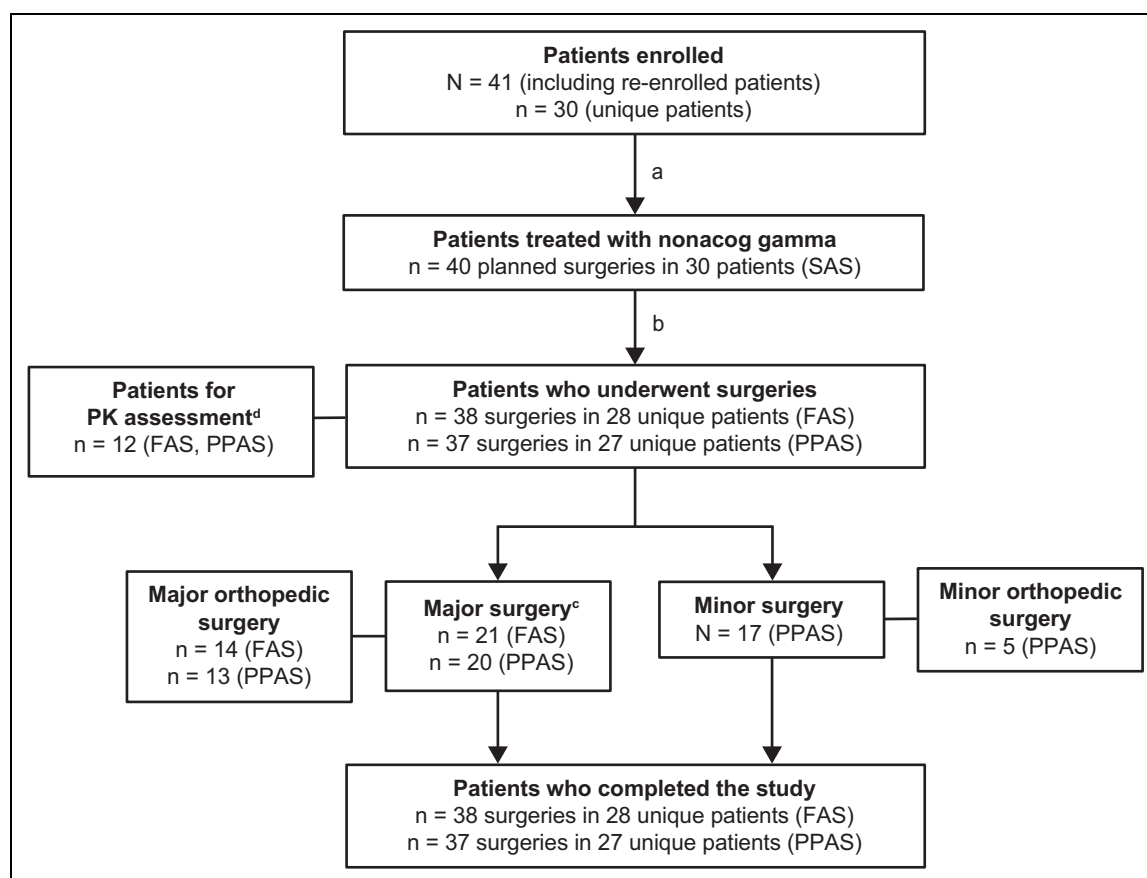 Patients enrolled
N = 41 (including re-enrolled patients)
n = 30 (unique patients)
a
Patients treated with nonacog gamma
n = 40 planned surgeries in 30 patients (SAS)
b
Patients for
PK assessmentᵈ
n = 12 (FAS, PPAS)
Patients who underwent surgeries
n = 38 surgeries in 28 unique patients (FAS)
n = 37 surgeries in 27 unique patients (PPAS)
Major orthopedic
surgery
n = 14 (FAS)
n = 13 (PPAS)
Major surgeryᶜ
n = 21 (FAS)
n = 20 (PPAS)
Minor surgery
N = 17 (PPAS)
Minor orthopedic
surgery
n = 5 (PPAS)
Patients who completed the study
n = 38 surgeries in 28 unique patients (FAS)
n = 37 surgeries in 27 unique patients (PPAS)